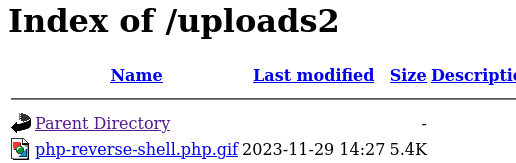 Index of /uploads2
Name Last modified Size Descripti
Parent Directory -
php-reverse-shell.php.gif 2023-11-29 14:27 5.4K